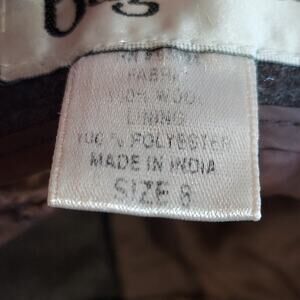 FABRIC
100% WOOL
LINING
100% POLYESTER
MADE IN INDIA
SIZE 6